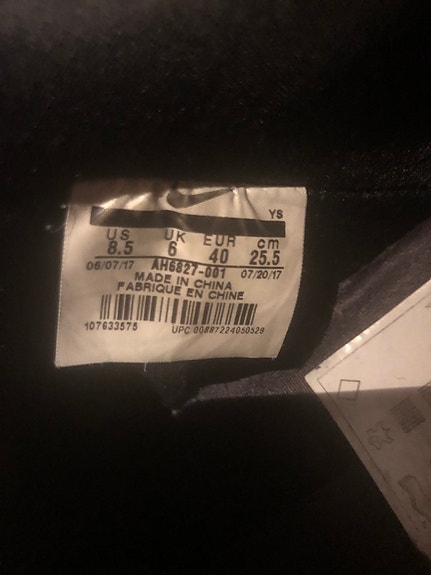 YS
US UK EUR cm
8.5 6 40 25.5
06/07/17 AH6827-001 07/20/17
MADE IN CHINA
FABRIQUE EN CHINE
107633575 UPC 00887224050529